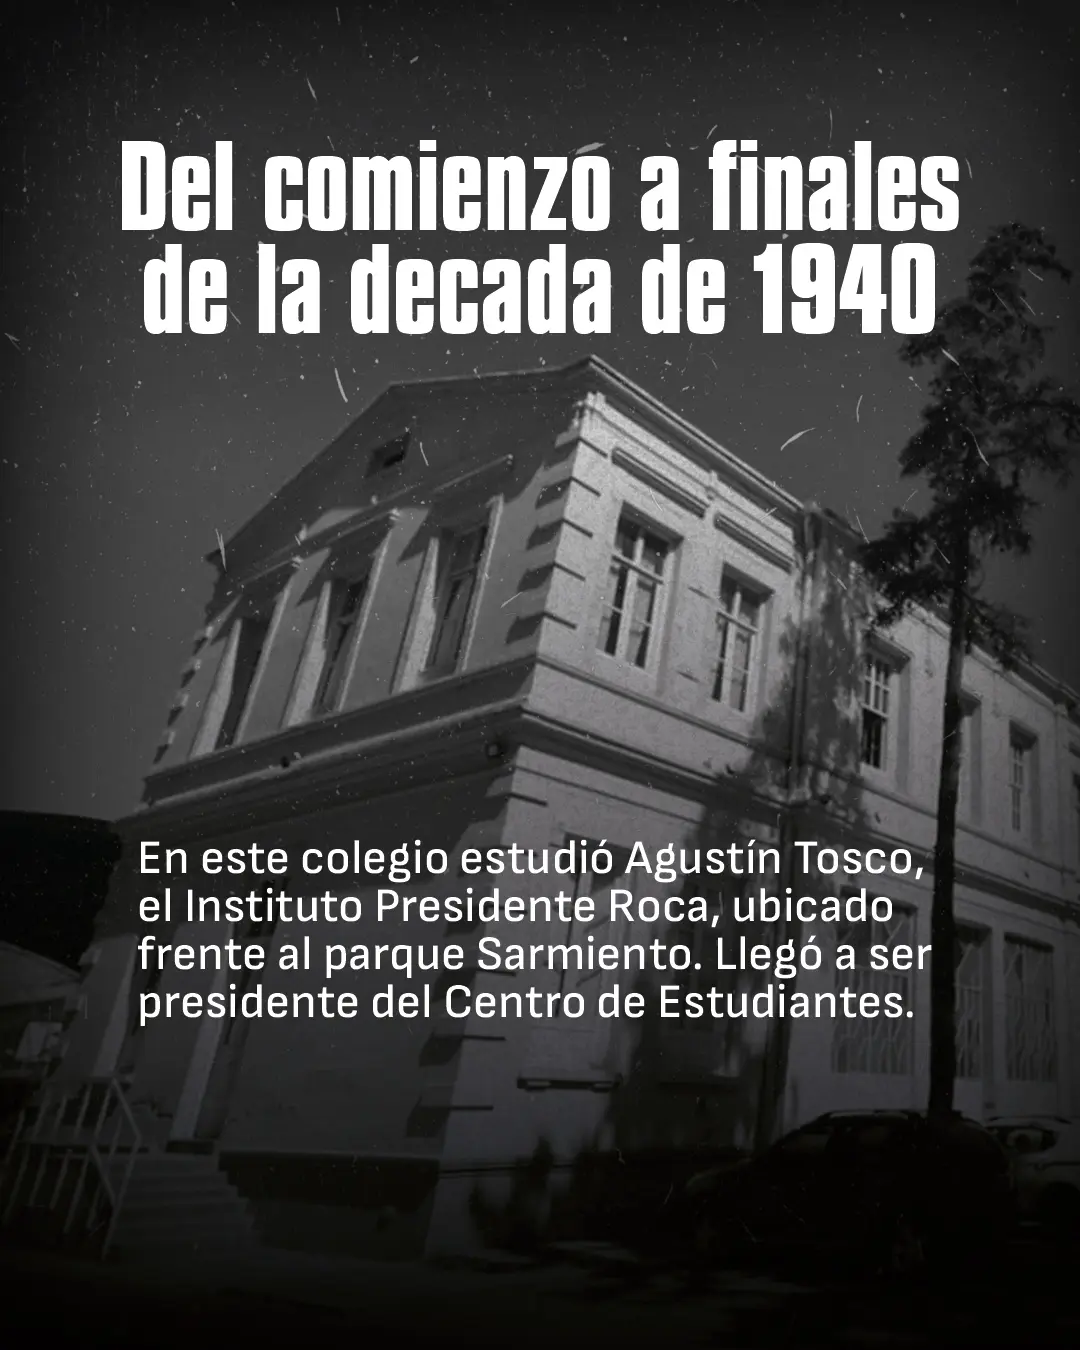 Del comienzo a finales
de la decada de 1940
En este colegio estudió Agustín Tosco,
el Instituto Presidente Roca, ubicado
frente al parque Sarmiento. Llegó a ser
presidente del Centro de Estudiantes.